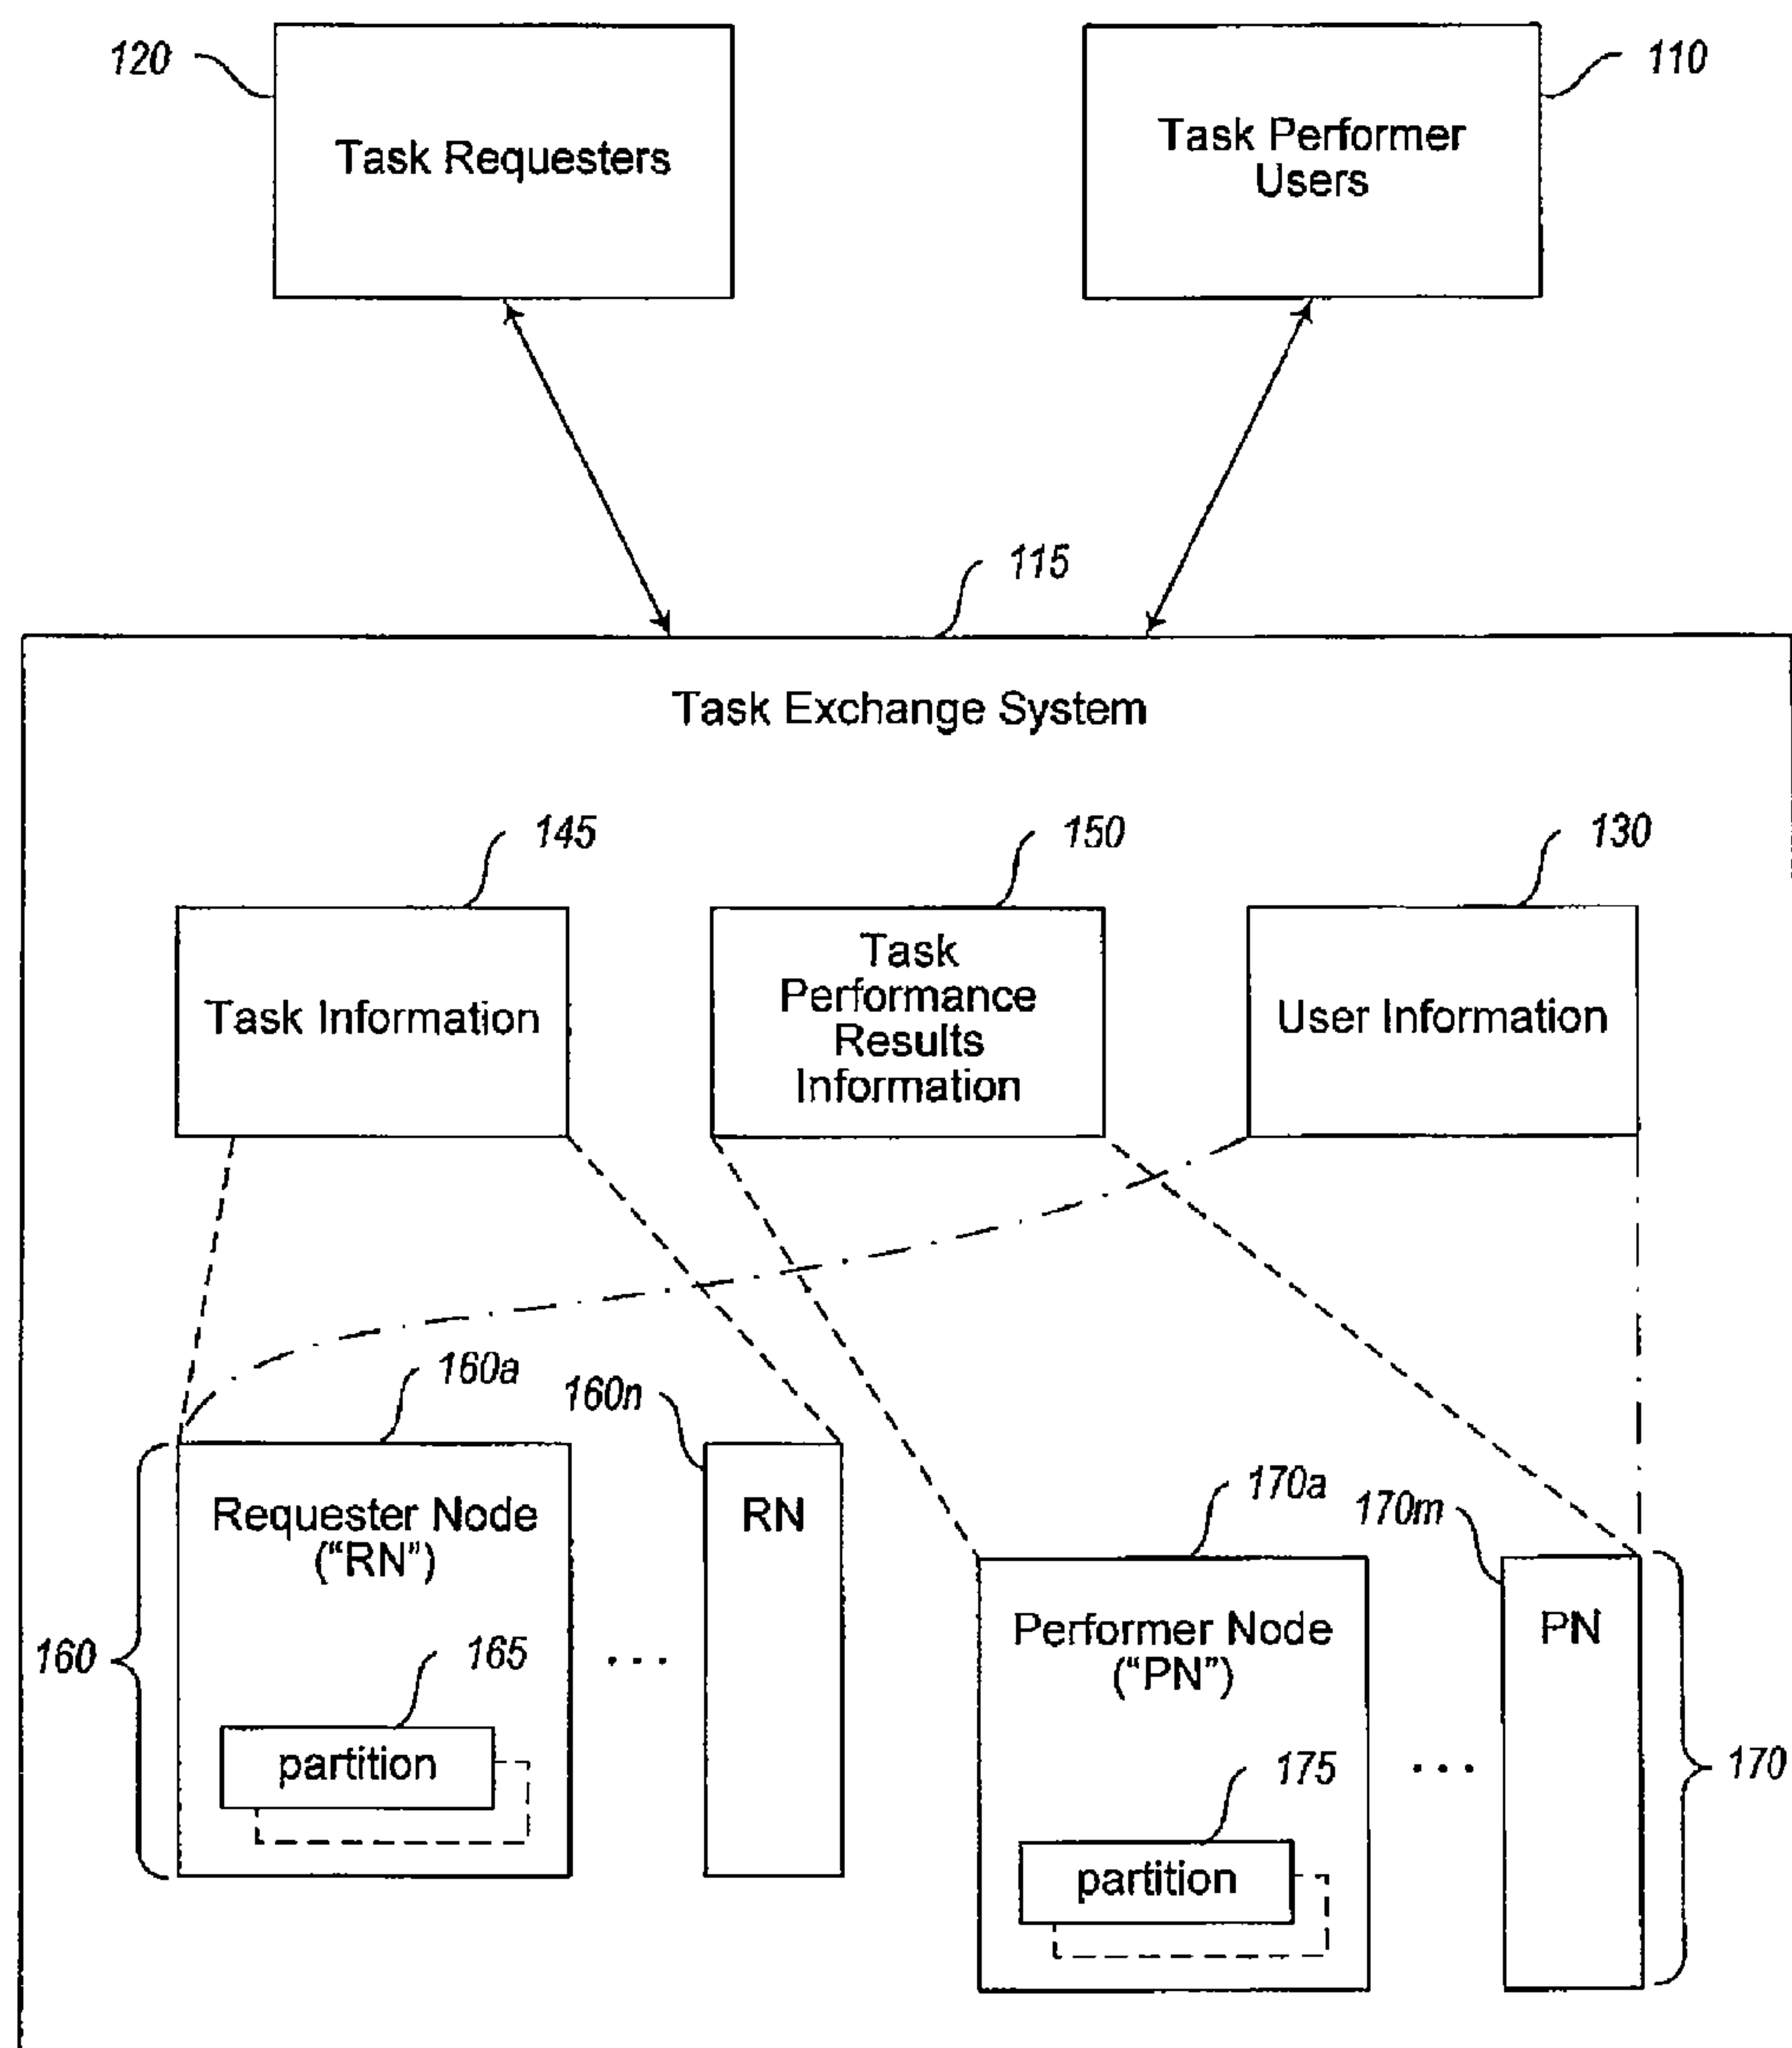 120
110
Task Requesters
Task Performer
Users
115
Task Exchange System
145
150
130
Task Information
Task
Performance
Results
Information
User Information
160a
160n
170a
170m
Requester Node
("RN")
RN
Performer Node
("PN")
PN
160
165
partition
...
175
partition
...
170